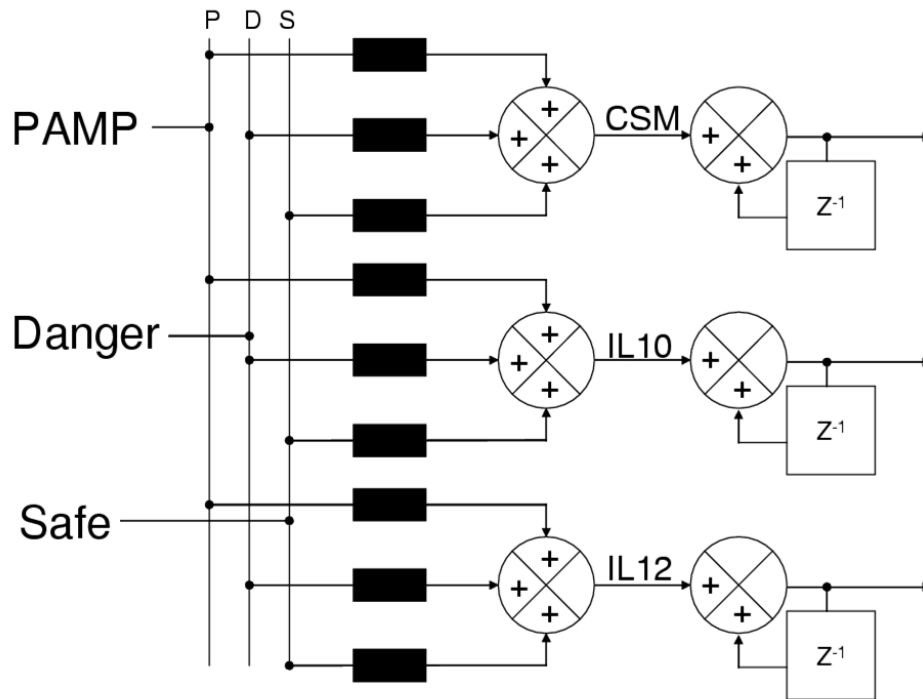 P D S
PAMP
+
+
+
CSM
+
+
Z-1
Danger
+
+
+
IL10
+
+
Z-1
Safe
+
+
+
IL12
+
+
Z-1